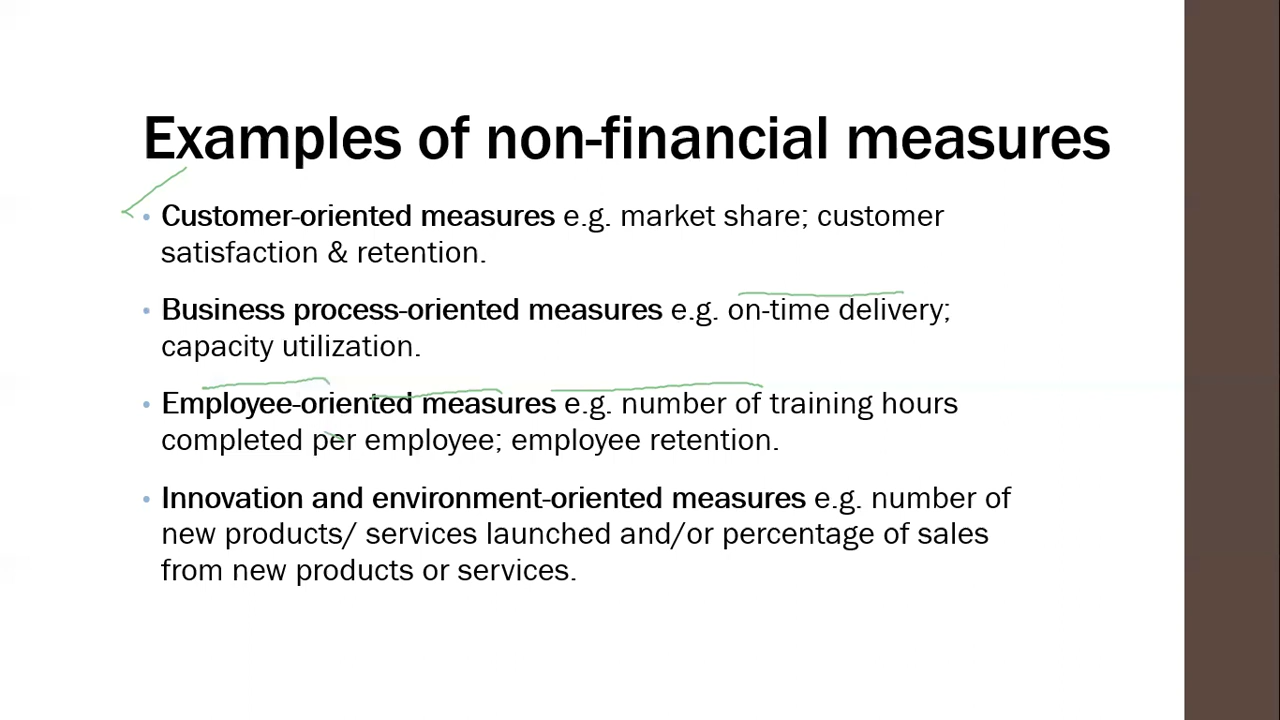 Examples of non-financial measures
• Customer-oriented measures e.g. market share; customer
satisfaction & retention.
• Business process-oriented measures e.g. on-time delivery;
capacity utilization.
• Employee-oriented measures e.g. number of training hours
completed per employee; employee retention.
• Innovation and environment-oriented measures e.g. number of
new products/ services launched and/or percentage of sales
from new products or services.